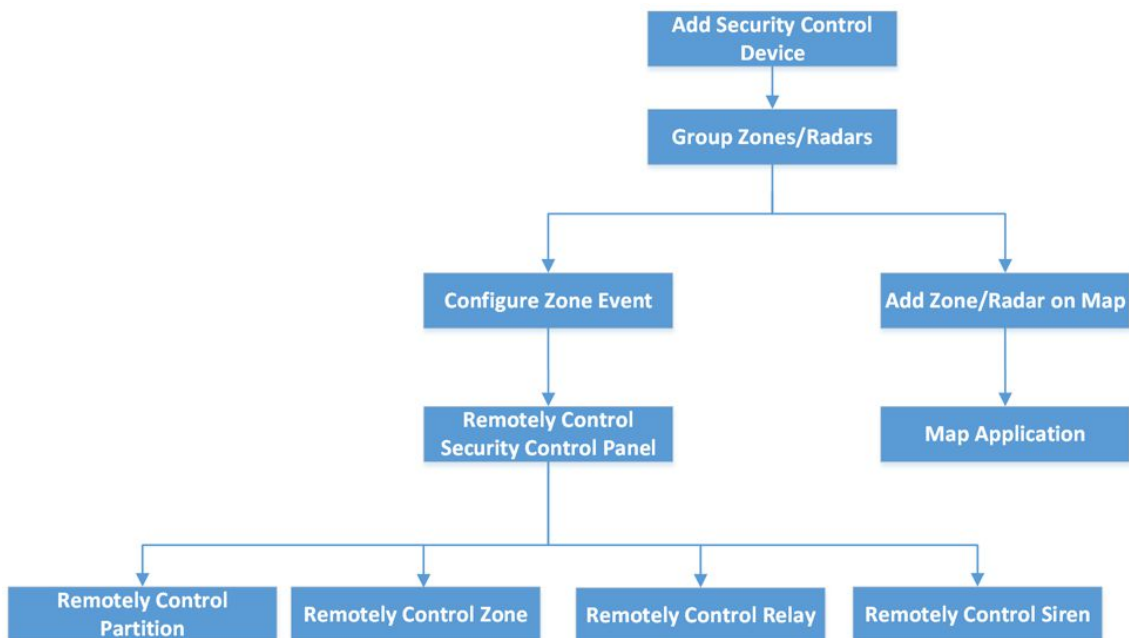 Add Security Control
Device
Group Zones/Radars
Configure Zone Event
Add Zone/Radar on Map
Remotely Control
Security Control Panel
Map Application
Remotely Control
Partition
Remotely Control Zone
Remotely Control Relay
Remotely Control Siren